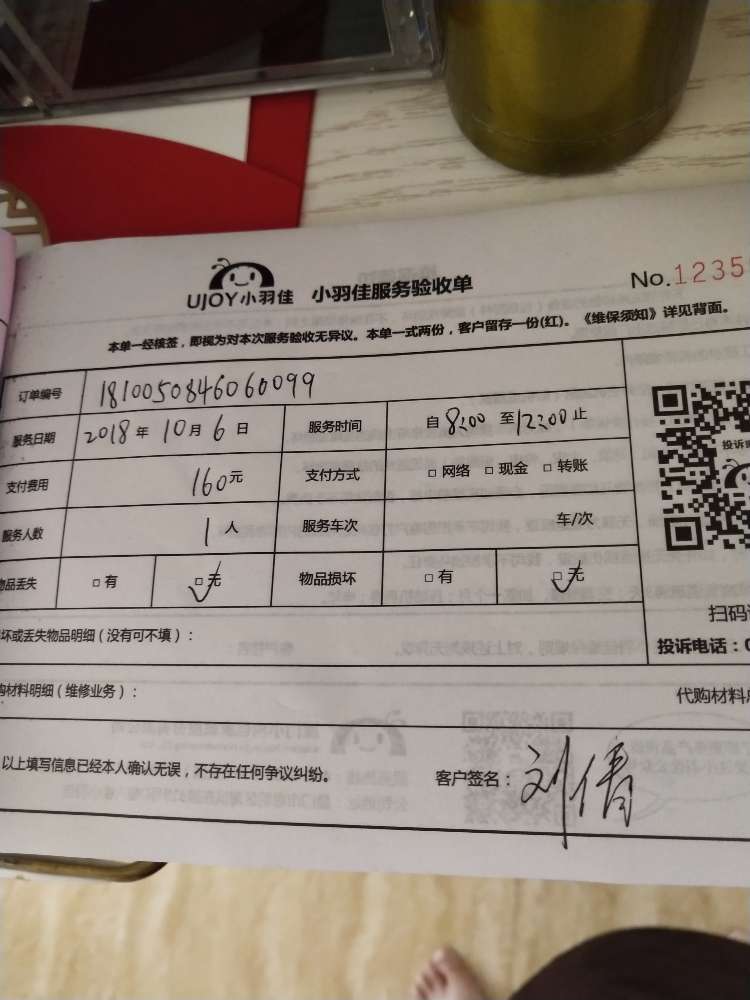 UJOY小羽佳 小羽佳服务验收单 No.1235
本单一经核签，即视为对本次服务验收无异议。本单一式两份，客户留存一份(红)。《维保须知》详见背面。
订单编号 181005084606009 9
服务日期 2018年 10月 6日 服务时间 自8:00至12:00止
支付费用 160元 支付方式 □网络 □现金 □转账
服务人数 1人 服务车次 车/次
物品丢失 □有 □无 物品损坏 □有 □无
坏或丢失物品明细（没有可不填）：
扫码
投诉电话：0
购材料明细（维修业务）： 代购材料
以上填写信息已经本人确认无误，不存在任何争议纠纷。 客户签名：刘倩